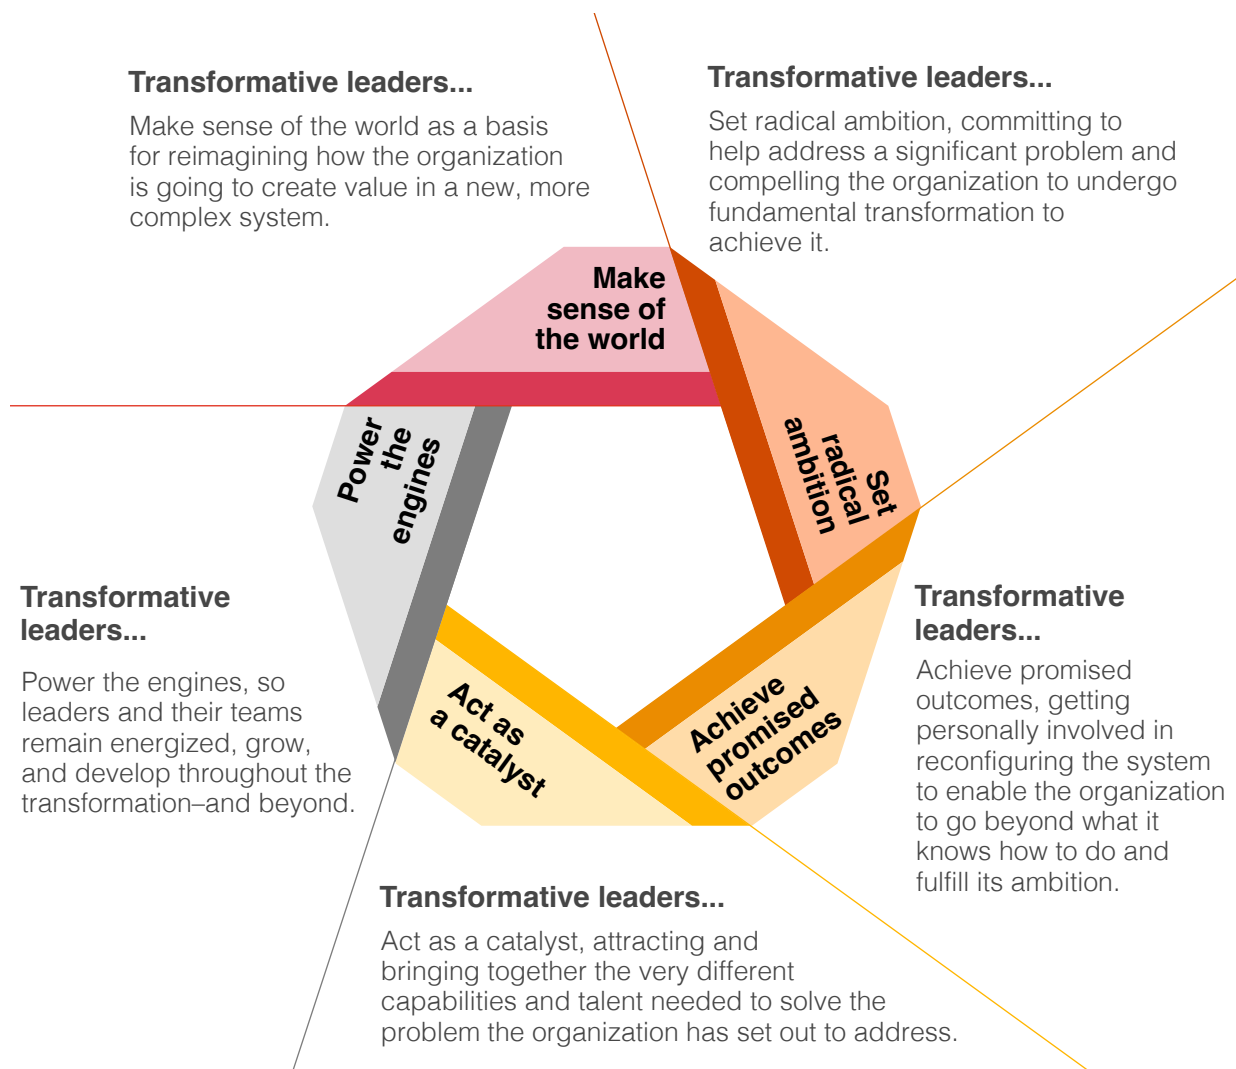 Transformative leaders...
Make sense of the world as a basis
for reimagining how the organization
is going to create value in a new, more
complex system.
Transformative leaders...
Set radical ambition, committing to
help address a significant problem and
compelling the organization to undergo
fundamental transformation to
achieve it.
Make
sense of
the world
Set
radical
ambition
Power
the
engines
Achieve
promised
outcomes
Act as
a catalyst
Transformative
leaders...
Achieve promised
outcomes, getting
personally involved in
reconfiguring the system
to enable the organization
to go beyond what it
knows how to do and
fulfill its ambition.
Transformative leaders...
Act as a catalyst, attracting and
bringing together the very different
capabilities and talent needed to solve the
problem the organization has set out to address.
Transformative
leaders...
Power the engines, so
leaders and their teams
remain energized, grow,
and develop throughout the
transformation–and beyond.